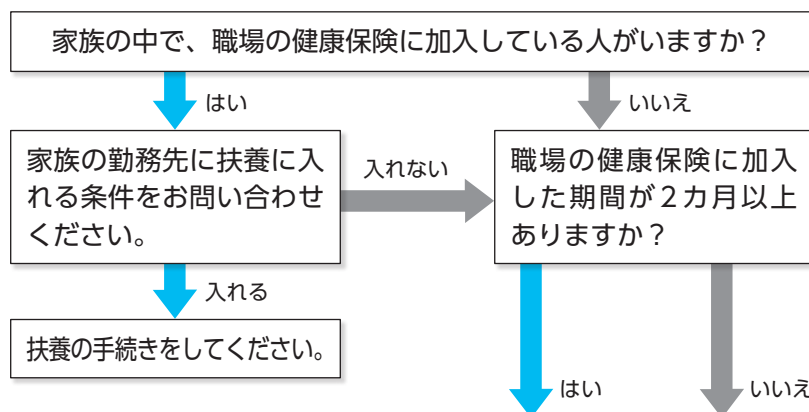 家族の中で、職場の健康保険に加入している人がいますか？
はい
いいえ
家族の勤務先に扶養に入
れる条件をお問い合わせ
ください。
入れない
職場の健康保険に加入
した期間が２カ月以上
ありますか？
入れる
扶養の手続きをしてください。
はい
いいえ